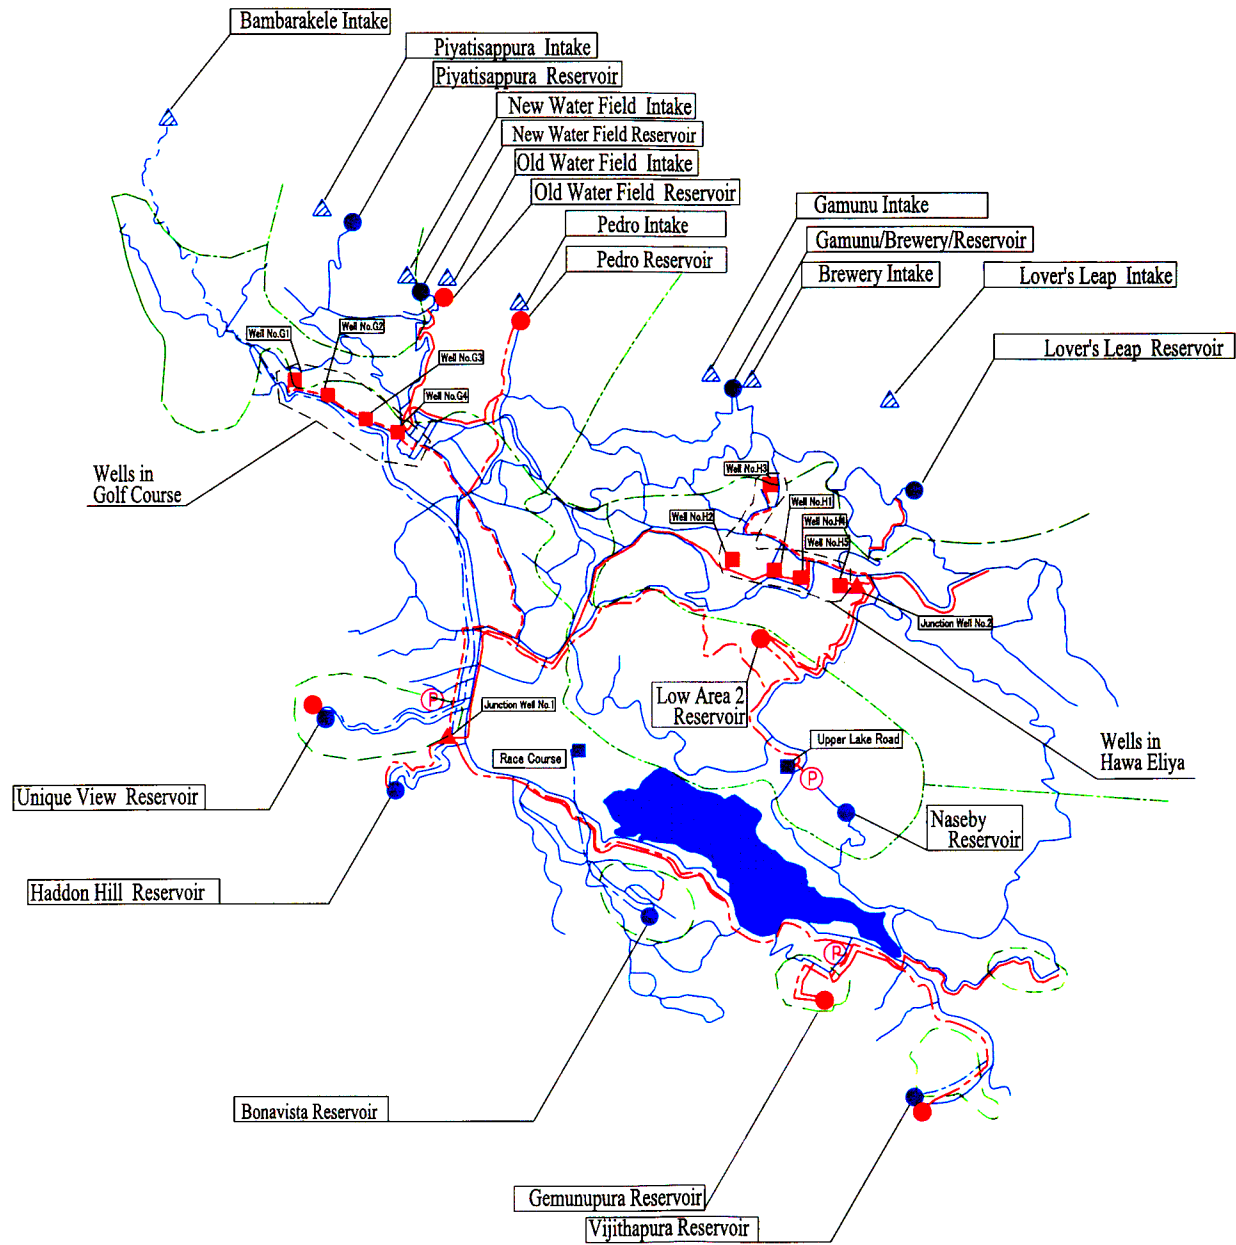 Bambarakele Intake
Piyatisappura Intake
Piyatisappura Reservoir
New Water Field Intake
New Water Field Reservoir
Old Water Field Intake
Old Water Field Reservoir
Pedro Intake
Pedro Reservoir
Gamunu Intake
Gamunu/Brewery/Reservoir
Brewery Intake
Lover's Leap Intake
Lover's Leap Reservoir
Well No.G1
Well No.G2
Well No.G3
Well No.G4
Wells in
Golf Course
Well No.H3
Well No.H1
Well No.H2
Well No.H4
Well No.H5
Junction Well No.2
Low Area 2
Reservoir
P
Junction Well No.1
Race Course
Upper Lake Road
P
Wells in
Hawa Eliya
Unique View Reservoir
Naseby
Reservoir
Haddon Hill Reservoir
P
Bonavista Reservoir
Gemunupura Reservoir
Vijithapura Reservoir